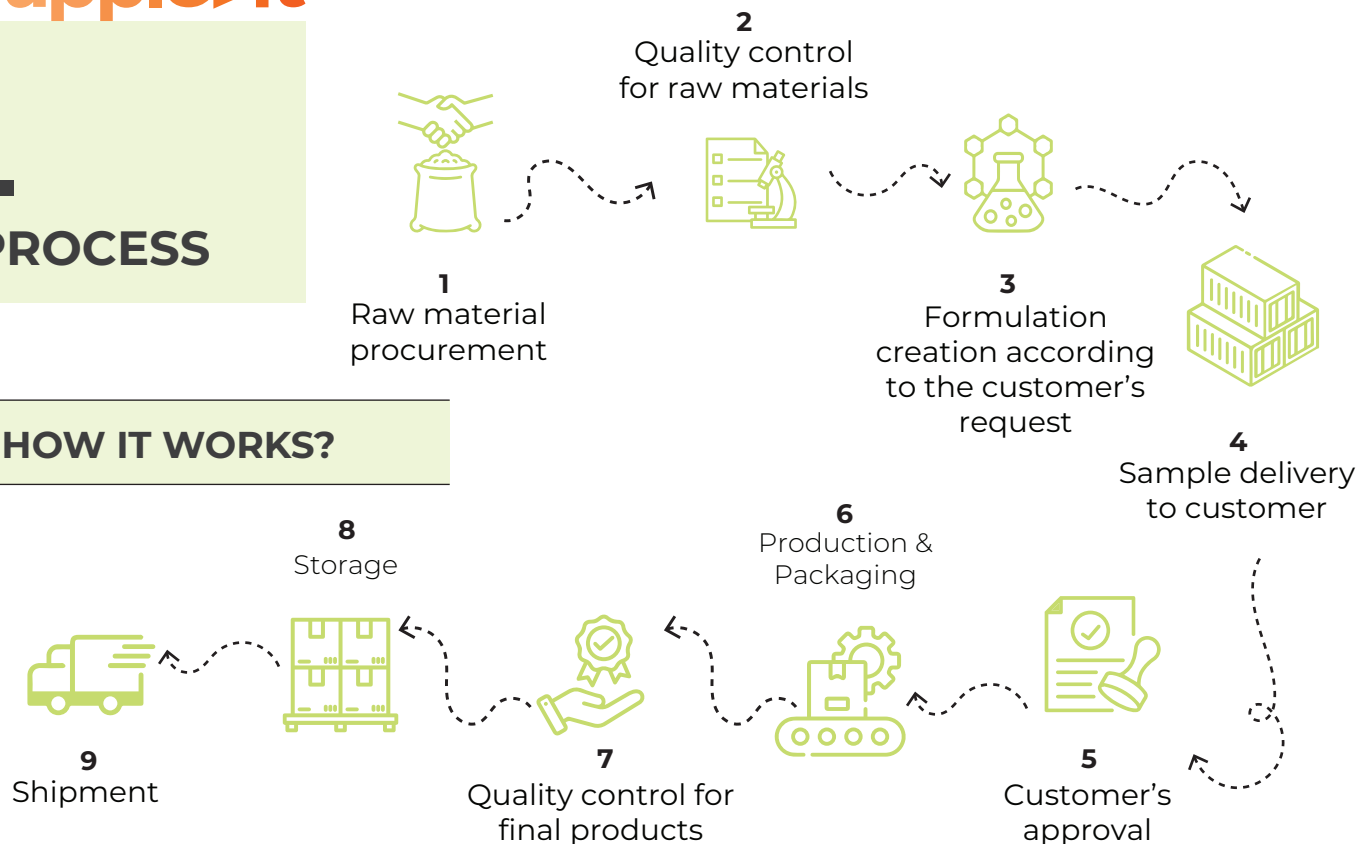 PROCESS
HOW IT WORKS?
1
Raw material
procurement
2
Quality control
for raw materials
3
Formulation
creation according
to the customer's
request
4
Sample delivery
to customer
5
Customer's
approval
6
Production &
Packaging
7
Quality control for
final products
8
Storage
9
Shipment